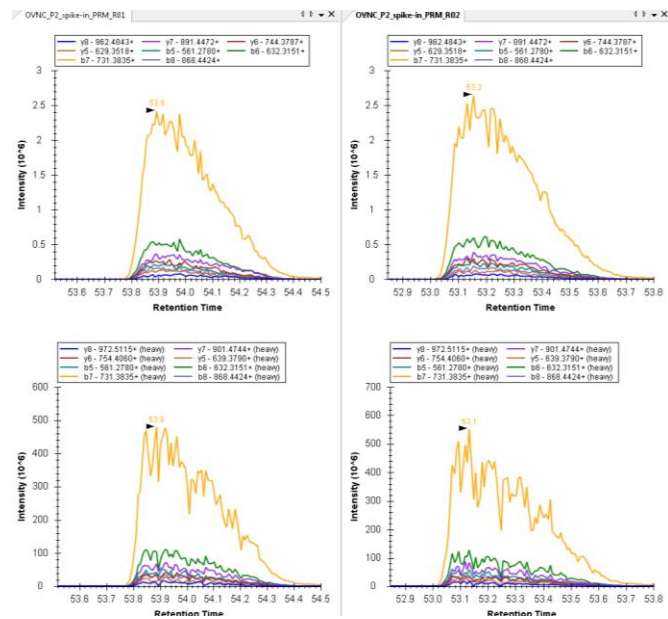 OVNC_P2_spike-in_PRM_R01
y8 - 962.4843+ y7 - 891.4472+ y6 - 744.3787+
y5 - 629.3518+ b5 - 561.2780+ b6 - 632.3151+
b7 - 731.3835+ b8 - 868.4424+
53.9
3
2.5
2
1.5
1
0.5
0
Intensity (10^6)
53.6 53.7 53.8 53.9 54.0 54.1 54.2 54.3 54.4 54.5
Retention Time
OVNC_P2_spike-in_PRM_R02
y8 - 962.4843+ y7 - 891.4472+ y6 - 744.3787+
y5 - 629.3518+ b5 - 561.2780+ b6 - 632.3151+
b7 - 731.3835+ b8 - 868.4424+
53.2
3
2.5
2
1.5
1
0.5
0
Intensity (10^6)
52.9 53.0 53.1 53.2 53.3 53.4 53.5 53.6 53.7 53.8
Retention Time
y8 - 972.5115+ (heavy) y7 - 901.4744+ (heavy)
y6 - 754.4060+ (heavy) y5 - 639.3790+ (heavy)
b5 - 561.2780+ (heavy) b6 - 632.3151+ (heavy)
b7 - 731.3835+ (heavy) b8 - 868.4424+ (heavy)
53.9
600
500
400
300
200
100
0
Intensity (10^6)
53.6 53.7 53.8 53.9 54.0 54.1 54.2 54.3 54.4 54.5
Retention Time
y8 - 972.5115+ (heavy) y7 - 901.4744+ (heavy)
y6 - 754.4060+ (heavy) y5 - 639.3790+ (heavy)
b5 - 561.2780+ (heavy) b6 - 632.3151+ (heavy)
b7 - 731.3835+ (heavy) b8 - 868.4424+ (heavy)
53.1
700
600
500
400
300
200
100
0
Intensity (10^6)
52.9 53.0 53.1 53.2 53.3 53.4 53.5 53.6 53.7 53.8
Retention Time